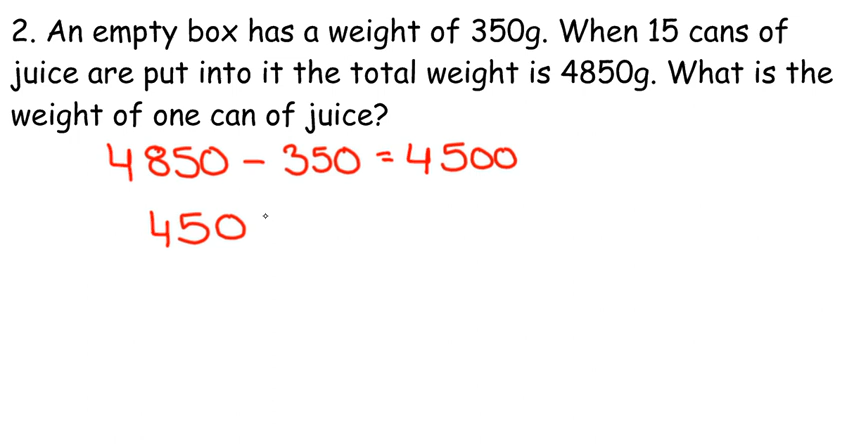 2. An empty box has a weight of 350g. When 15 cans of
juice are put into it the total weight is 4850g. What is the
weight of one can of juice?
4850 - 350 = 4500
450